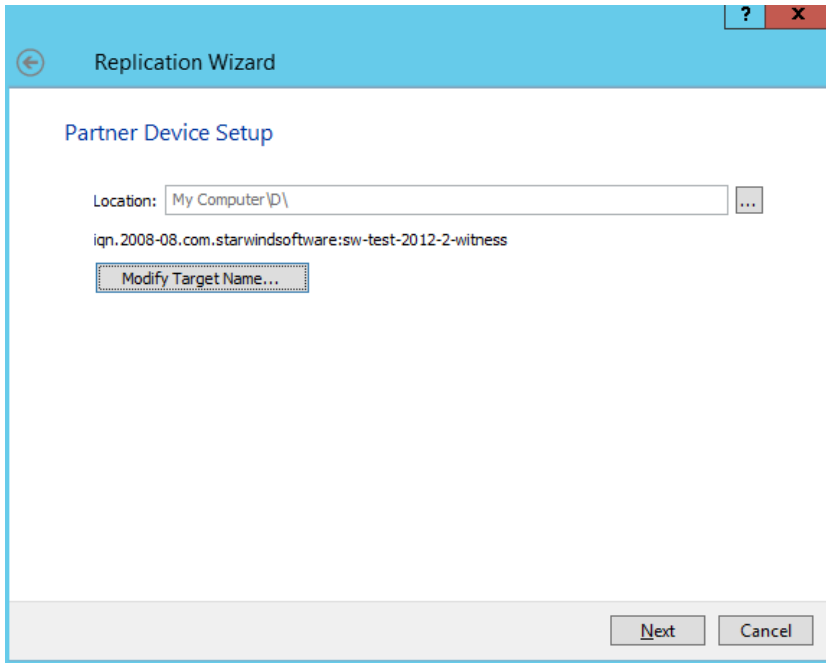 ? x
Replication Wizard
Partner Device Setup
Location: My Computer\D\ ...
iqn.2008-08.com.starwindsoftware:sw-test-2012-2-witness
Modify Target Name...
Next Cancel